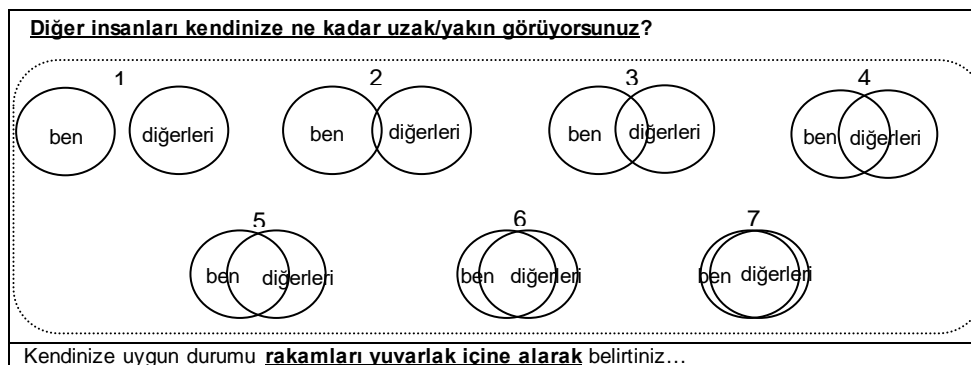 Diğer insanları kendinize ne kadar uzak/yakın görüyorsunuz?
1 2 3 4
ben diğerleri ben diğerleri ben diğerleri ben diğerleri
5 6 7
ben diğerleri ben diğerleri ben diğerleri
Kendinize uygun durumu rakamları yuvarlak içine alarak belirtiniz…